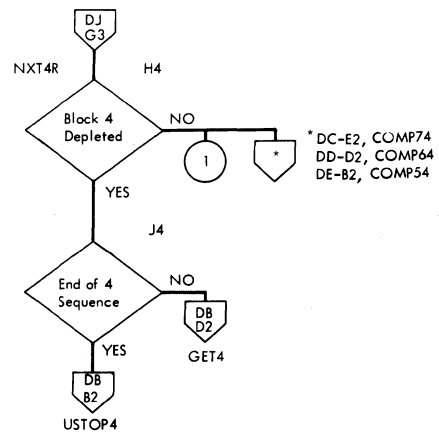 DJ
G3
NXT4R
H4
Block 4
Depleted
NO
1
*
* DC-E2, COMP74
DD-D2, COMP64
DE-B2, COMP54
YES
J4
End of 4
Sequence
NO
DB
D2
GET4
YES
DB
B2
USTOP4